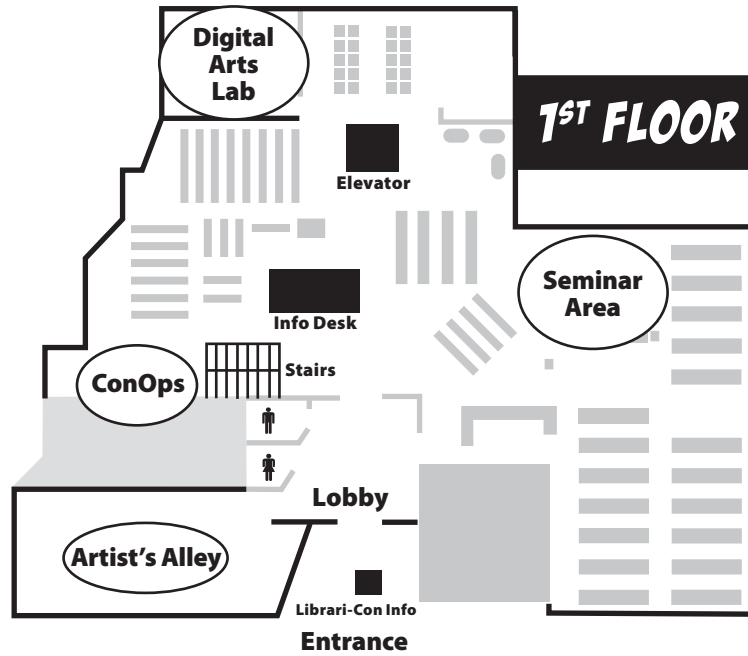 Digital
Arts
Lab
1ST FLOOR
Elevator
Seminar
Area
Info Desk
Stairs
ConOps
Lobby
Artist's Alley
Librari-Con Info
Entrance